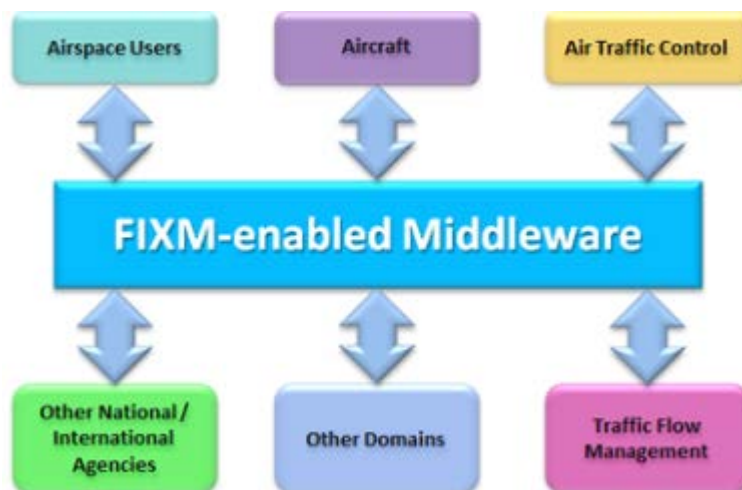 Airspace Users
Aircraft
Air Traffic Control
FIXM-enabled Middleware
Other National /
International
Agencies
Other Domains
Traffic Flow
Management